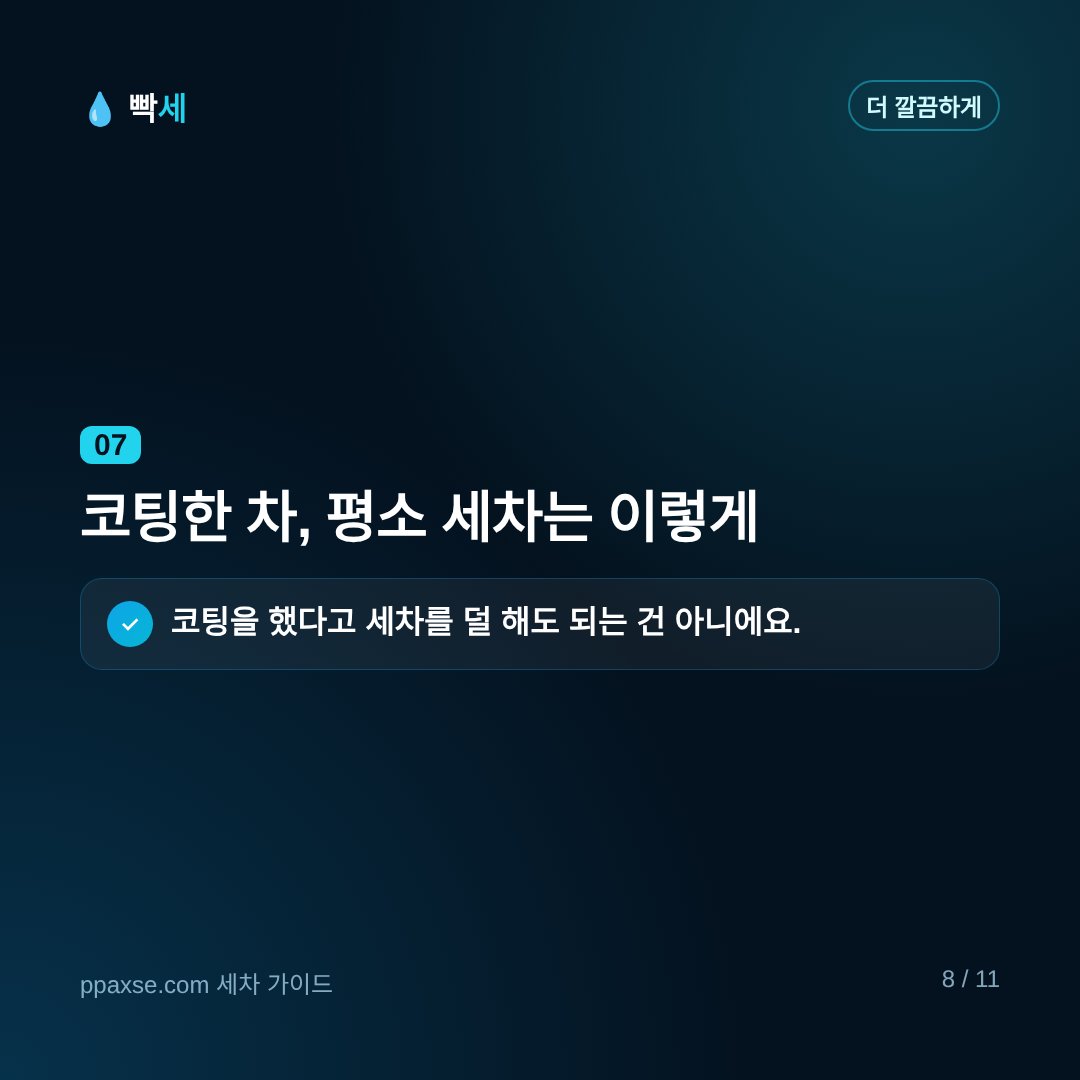 빡세
더 깔끔하게
07
코팅한 차, 평소 세차는 이렇게
코팅을 했다고 세차를 덜 해도 되는 건 아니에요.
ppaxse.com 세차 가이드
8 / 11